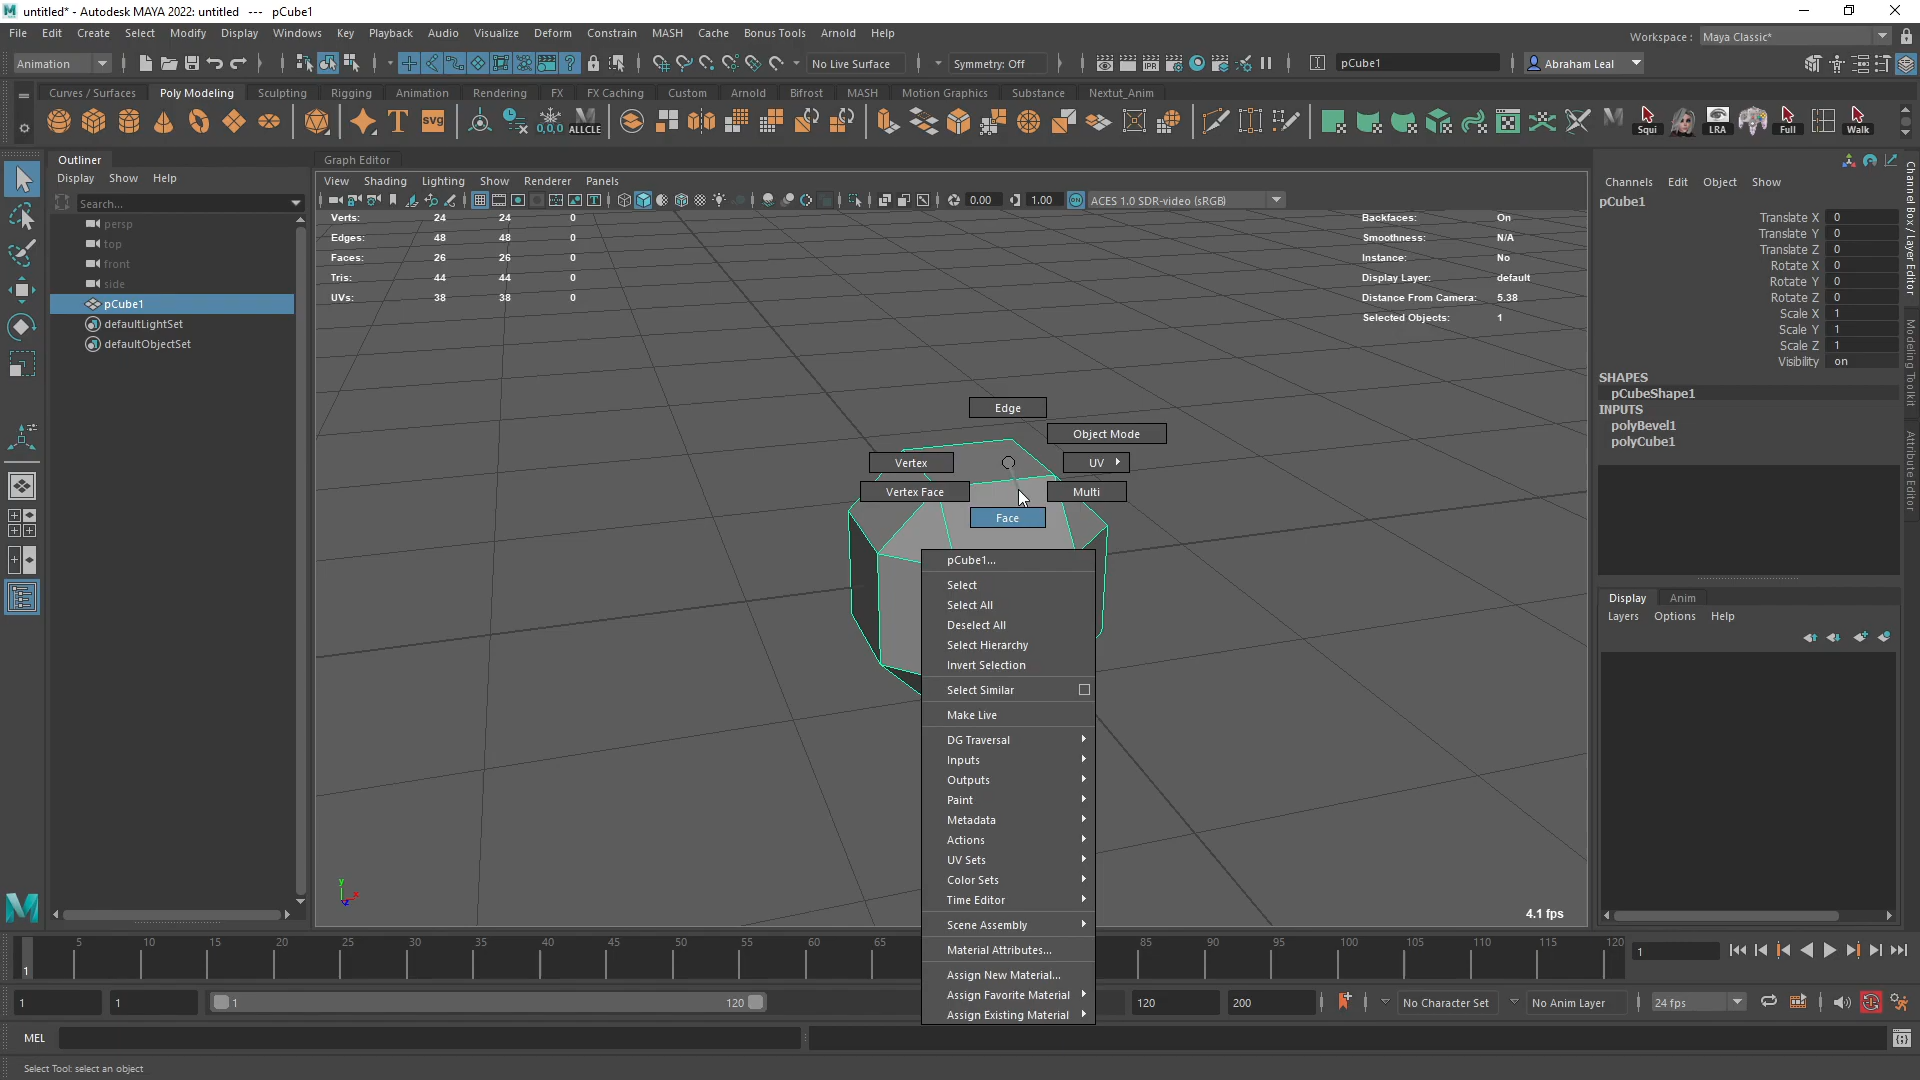 untitled* - Autodesk MAYA 2022: untitled --- pCube1
File Edit Create Select Modify Display Windows Key Playback Audio Visualize Deform Constrain MASH Cache Bonus Tools Arnold Help
Workspace : Maya Classic*
Animation No Live Surface Symmetry: Off pCube1 Abraham Leal
Curves / Surfaces Poly Modeling Sculpting Rigging Animation Rendering FX FX Caching Custom Arnold Bifrost MASH Motion Graphics Substance Nextut_Anim
T svg 0,0,0 ALLCLE Squi LRA Full Walk
Outliner
Display Show Help
Search...
persp
top
front
side
pCube1
defaultLightSet
defaultObjectSet
Graph Editor
View Shading Lighting Show Renderer Panels
0.00 1.00 ACES 1.0 SDR-video (sRGB)
Verts: 24 24 0
Edges: 48 48 0
Faces: 26 26 0
Tris: 44 44 0
UVs: 38 38 0
Backfaces: On
Smoothness: N/A
Instance: No
Display Layer: default
Distance From Camera: 5.38
Selected Objects: 1
Edge
Object Mode
Vertex
UV
Vertex Face
Multi
Face
pCube1...
Select
Select All
Deselect All
Select Hierarchy
Invert Selection
Select Similar
Make Live
DG Traversal
Inputs
Outputs
Paint
Metadata
Actions
UV Sets
Color Sets
Time Editor
Scene Assembly
Material Attributes...
Assign New Material...
Assign Favorite Material
Assign Existing Material
y
x
z
4.1 fps
Channels Edit Object Show
pCube1
Translate X 0
Translate Y 0
Translate Z 0
Rotate X 0
Rotate Y 0
Rotate Z 0
Scale X 1
Scale Y 1
Scale Z 1
Visibility on
SHAPES
pCubeShape1
INPUTS
polyBevel1
polyCube1
Display Anim
Layers Options Help
Channel Box / Layer Editor
Modeling Toolkit
Attribute Editor
5 10 15 20 25 30 35 40 45 50 55 60 65 85 90 95 100 105 110 115 120
1
1
1 1 1 120 120 200 No Character Set No Anim Layer 24 fps
MEL
Select Tool: select an object